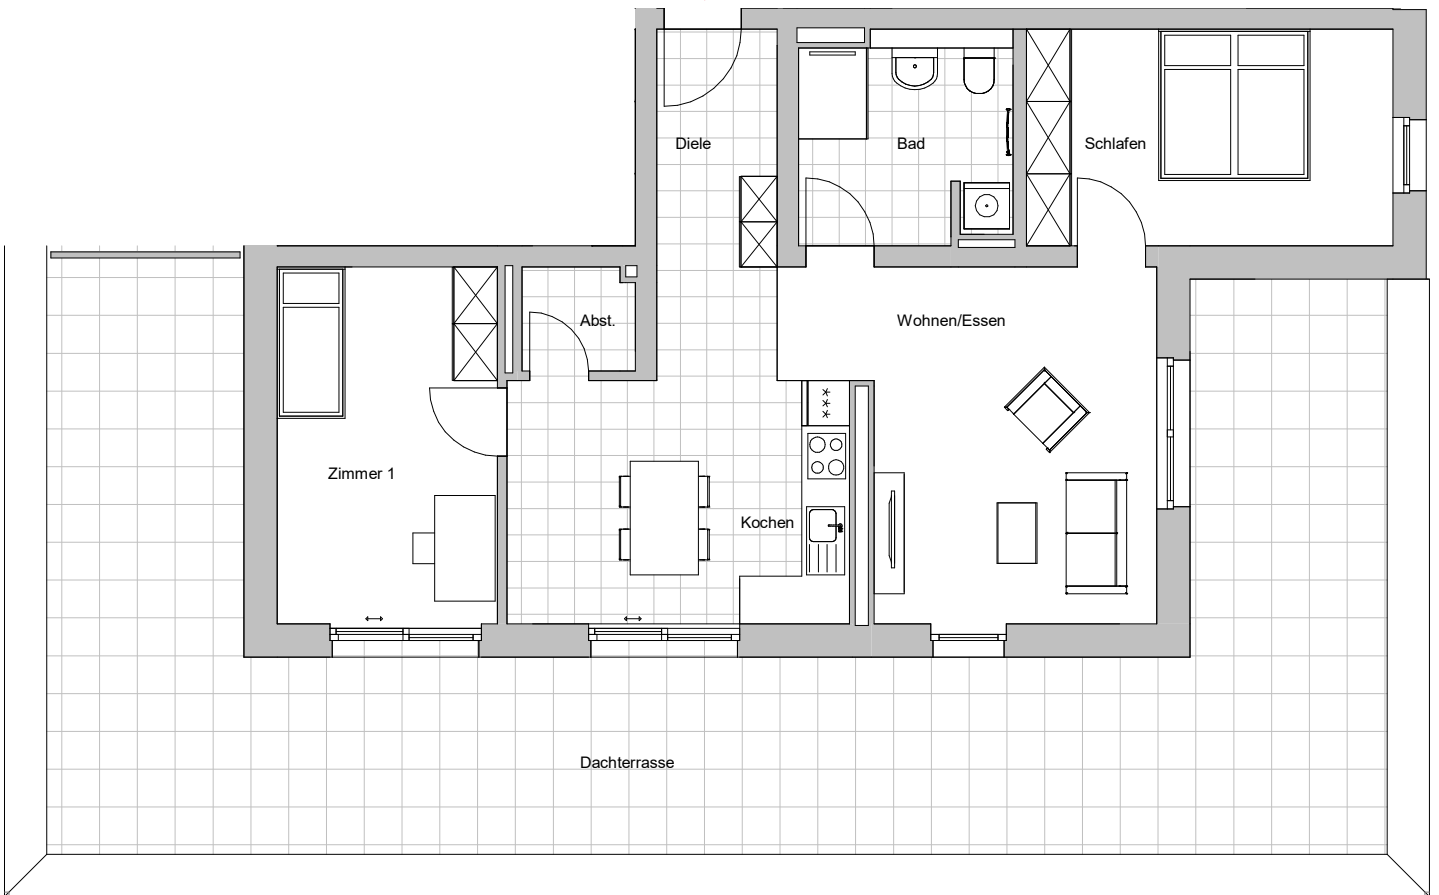 Diele
Bad
Schlafen
Abst.
Wohnen/Essen
Zimmer 1
Kochen
Dachterrasse